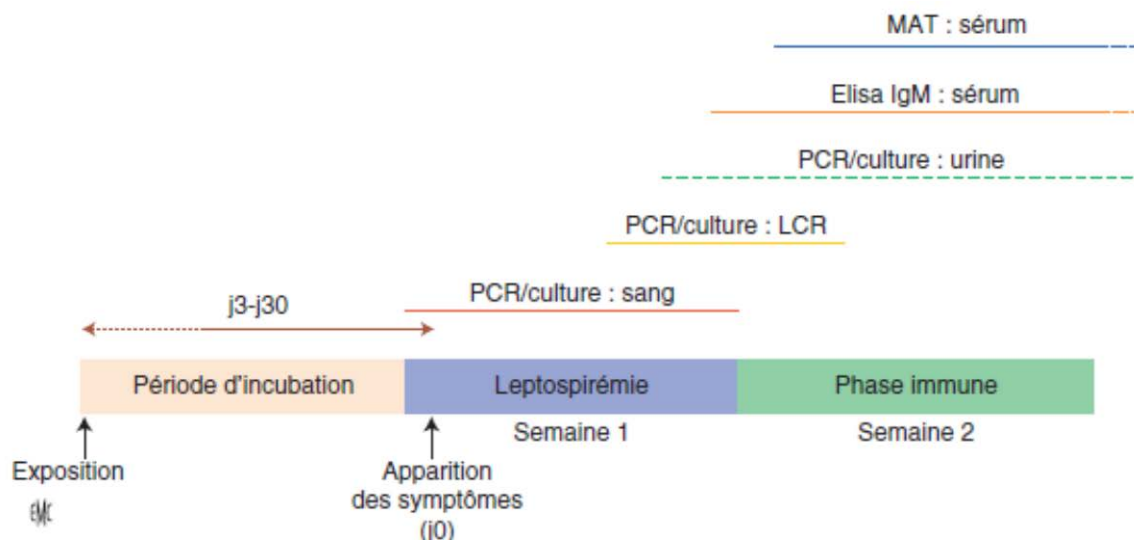 MAT : sérum
Elisa IgM : sérum
PCR/culture : urine
PCR/culture : LCR
PCR/culture : sang
j3-j30
Période d'incubation
Leptospirémie
Phase immune
Semaine 1
Semaine 2
Exposition
Apparition
des symptômes
(j0)
EMC